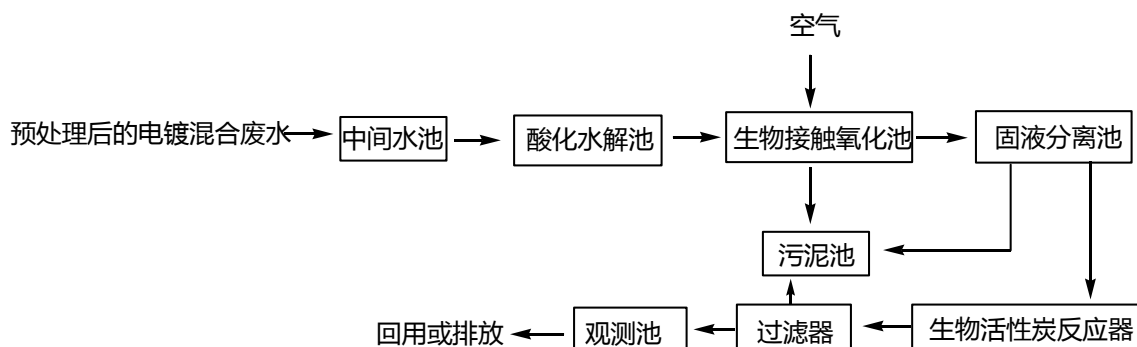 空气
预处理后的电镀混合废水
中间水池
酸化水解池
生物接触氧化池
固液分离池
污泥池
回用或排放
观测池
过滤器
生物活性炭反应器